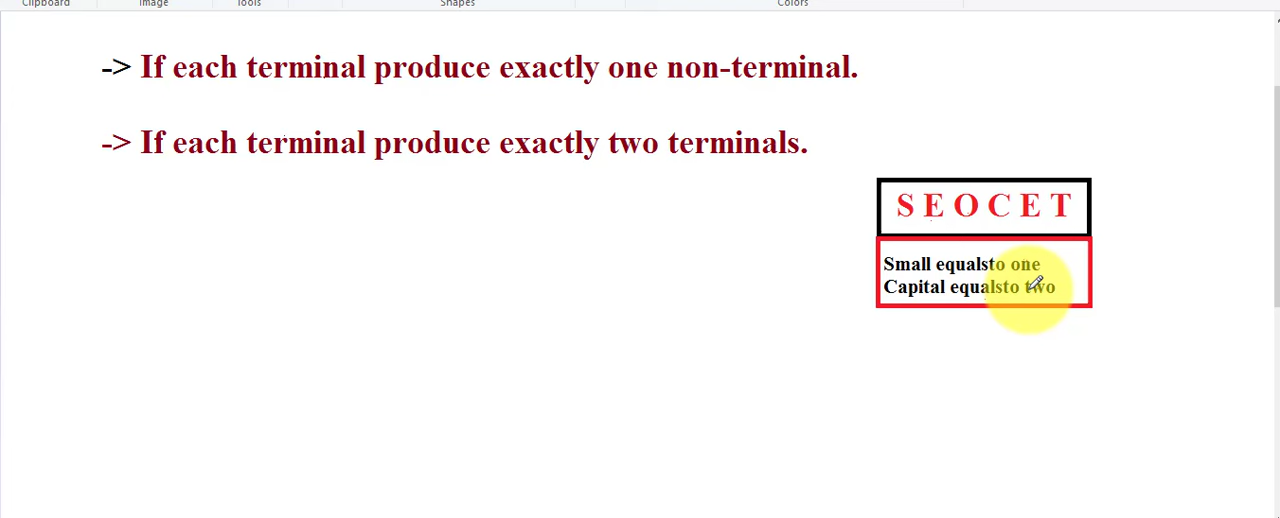 Clipboard Image Tools Shapes Colors
-> If each terminal produce exactly one non-terminal.
-> If each terminal produce exactly two terminals.
S E O C E T
Small equalsto one
Capital equalsto two